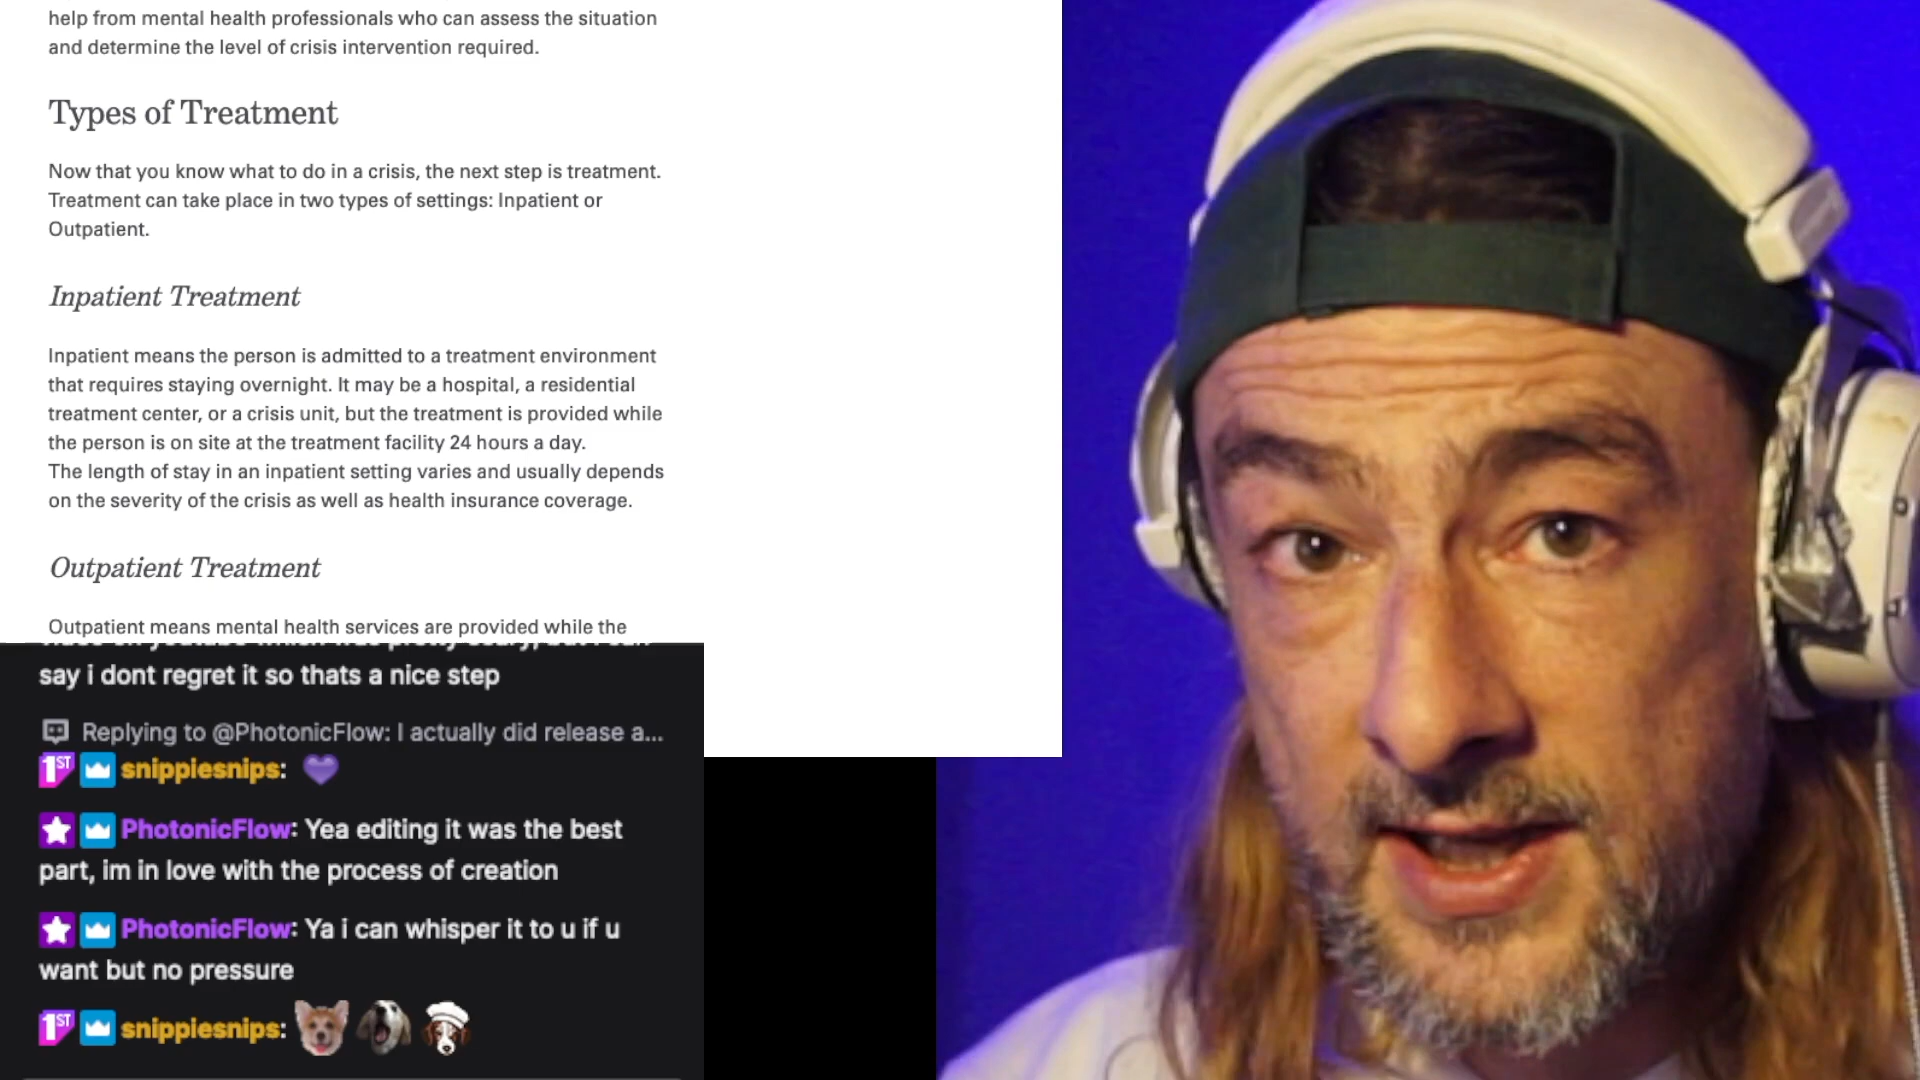 help from mental health professionals who can assess the situation
and determine the level of crisis intervention required.
Types of Treatment
Now that you know what to do in a crisis, the next step is treatment.
Treatment can take place in two types of settings: Inpatient or
Outpatient.
Inpatient Treatment
Inpatient means the person is admitted to a treatment environment
that requires staying overnight. It may be a hospital, a residential
treatment center, or a crisis unit, but the treatment is provided while
the person is on site at the treatment facility 24 hours a day.
The length of stay in an inpatient setting varies and usually depends
on the severity of the crisis as well as health insurance coverage.
Outpatient Treatment
Outpatient means mental health services are provided while the
say i dont regret it so thats a nice step
Replying to @PhotonicFlow: I actually did release a...
1ST snippiesnips: 💜
PhotonicFlow: Yea editing it was the best
part, im in love with the process of creation
PhotonicFlow: Ya i can whisper it to u if u
want but no pressure
1ST snippiesnips: